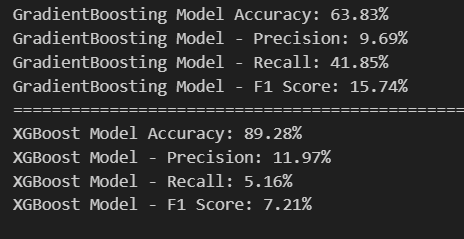 GradientBoosting Model Accuracy: 63.83%
GradientBoosting Model - Precision: 9.69%
GradientBoosting Model - Recall: 41.85%
GradientBoosting Model - F1 Score: 15.74%
===============================================
XGBoost Model Accuracy: 89.28%
XGBoost Model - Precision: 11.97%
XGBoost Model - Recall: 5.16%
XGBoost Model - F1 Score: 7.21%